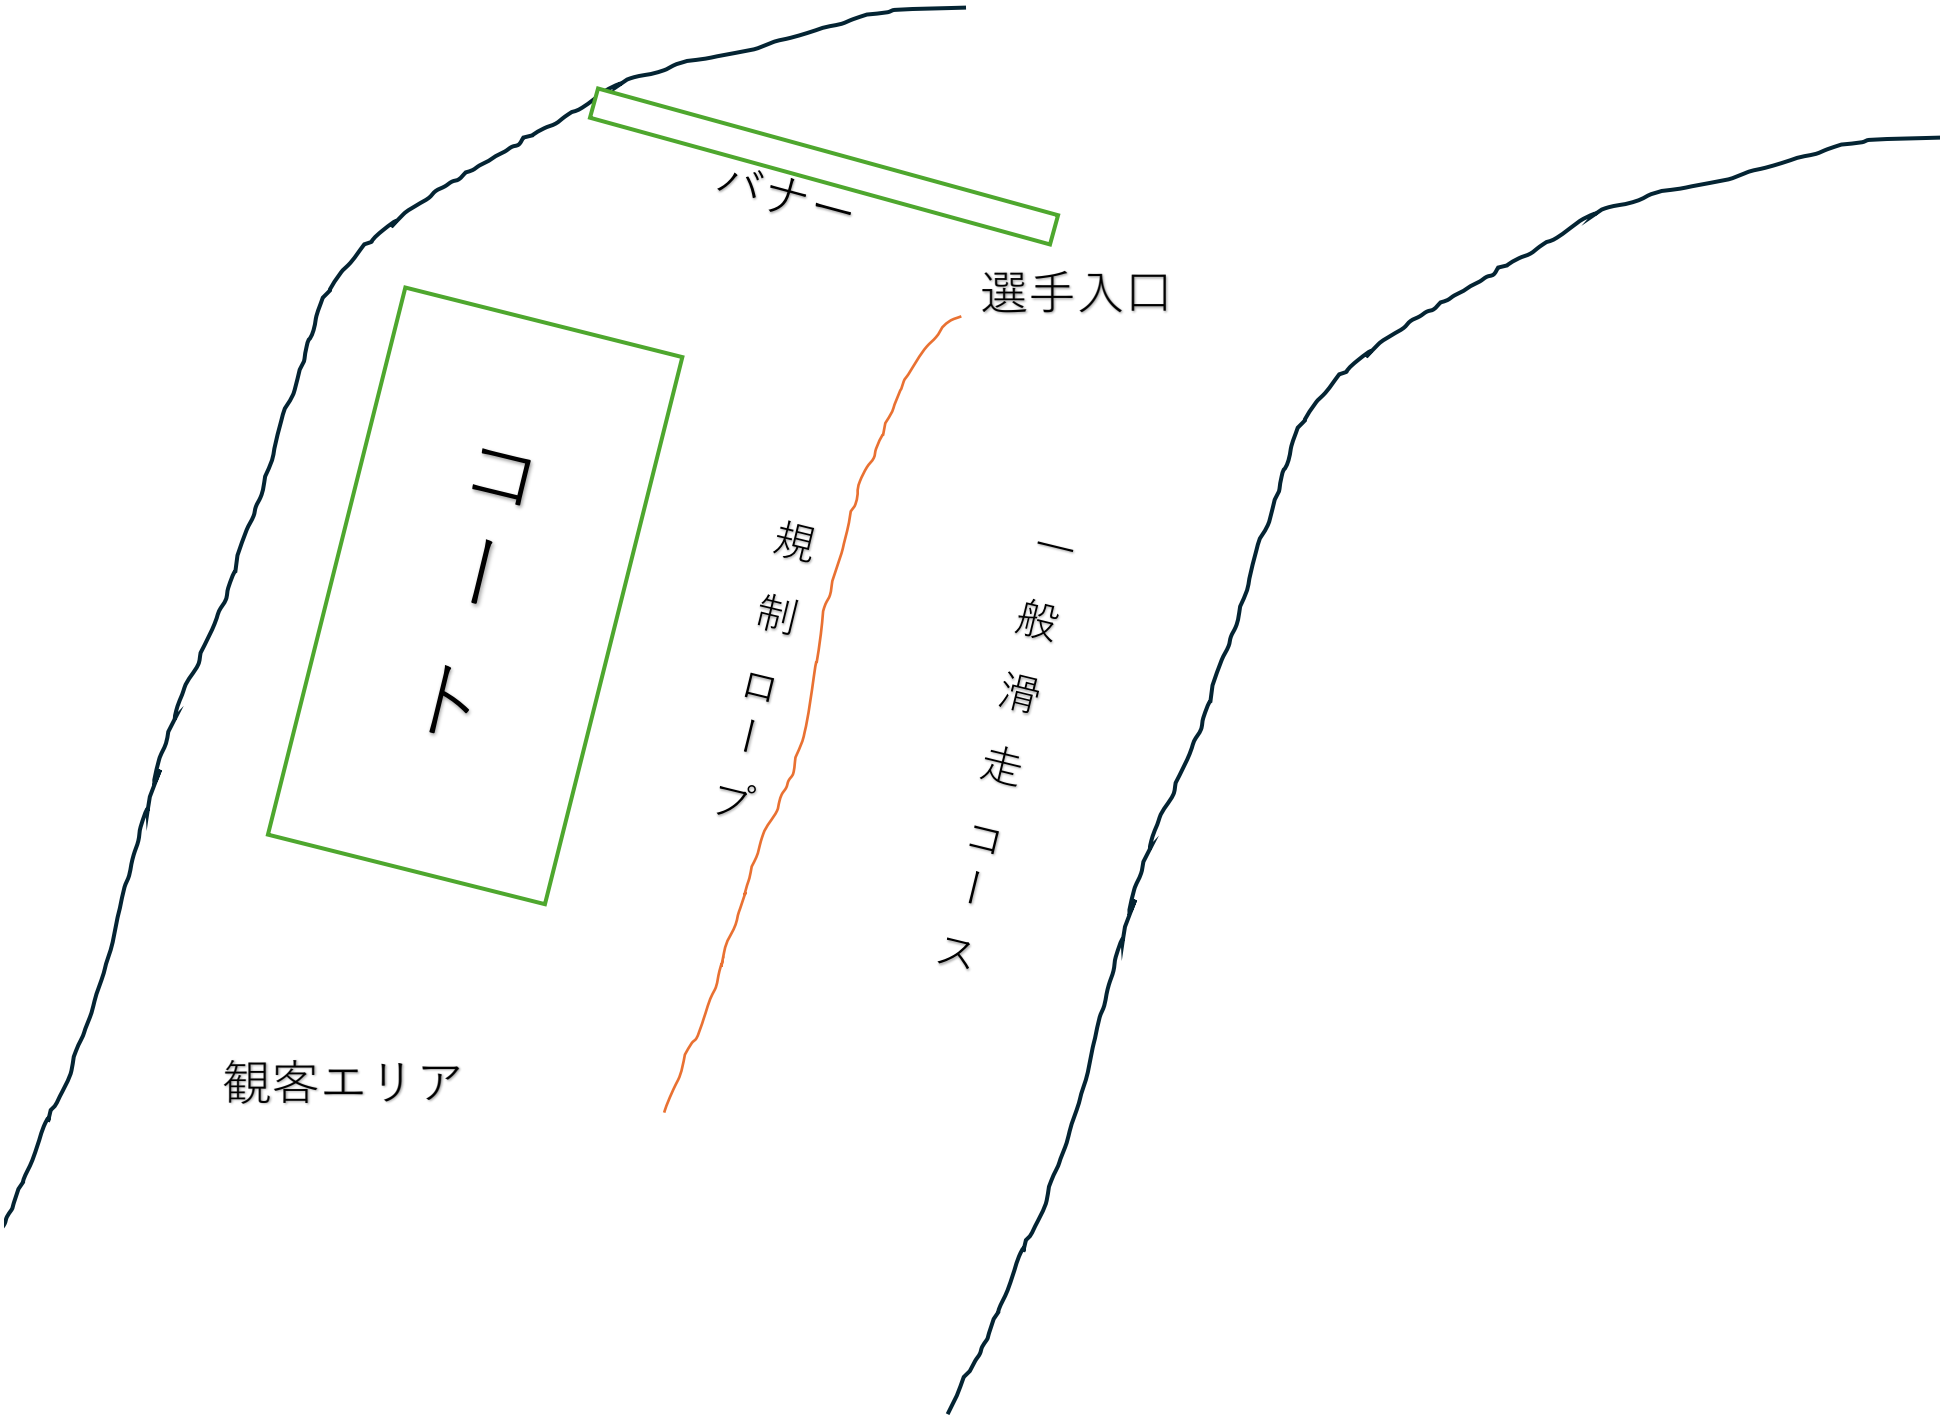 バナー
選手入口
コート
規制ロープ
一般滑走コース
観客エリア